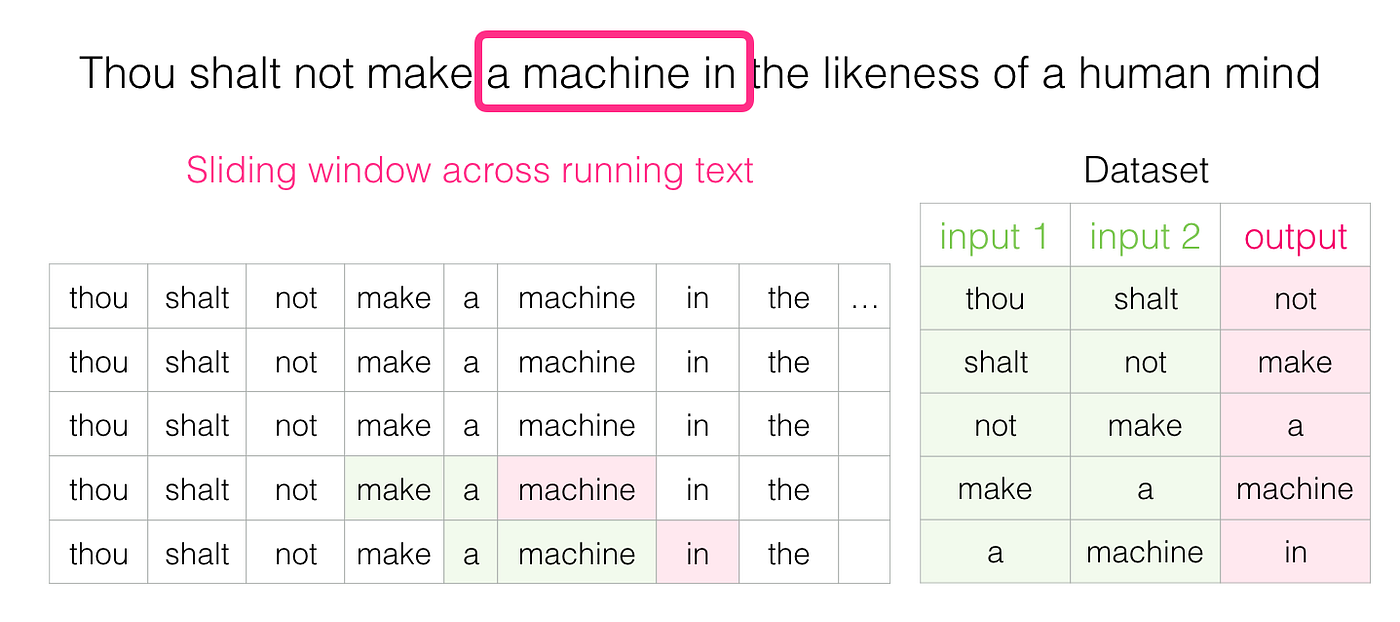 Thou shalt not make a machine in the likeness of a human mind
Sliding window across running text
thou shalt not make a machine in the ...
thou shalt not make a machine in the
thou shalt not make a machine in the
thou shalt not make a machine in the
thou shalt not make a machine in the
Dataset
input 1 input 2 output
thou shalt not
shalt not make
not make a
make a machine
a machine in